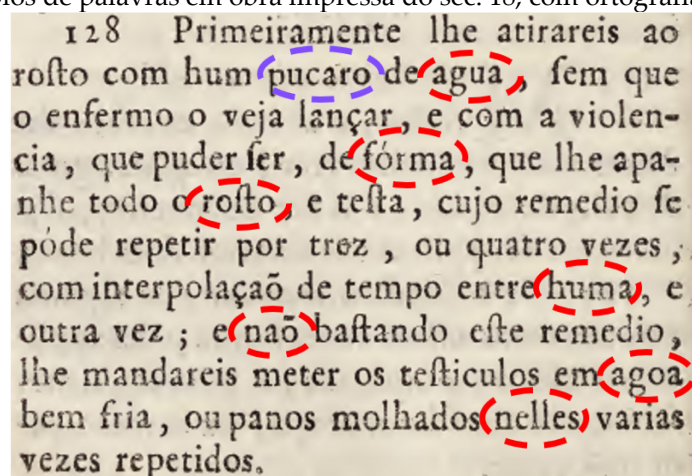 los de palavras em obra impressa do séc. 18, com ortografia
128 Primeiramente lhe atirareis ao
roſto com hum pucaro de agua, ſem que
o enfermo o veja lançar, e com a violen-
cia, que puder ſer, de fórma, que lhe apa-
nhe todo o roſto, e teſta, cujo remedio ſe
póde repetir por trez, ou quatro vezes,
com interpolaçaõ de tempo entre huma, e
outra vez; e naõ baſtando eſte remedio,
lhe mandareis meter os teſticulos em agoa
bem fria, ou panos molhados nelles varias
vezes repetidos.